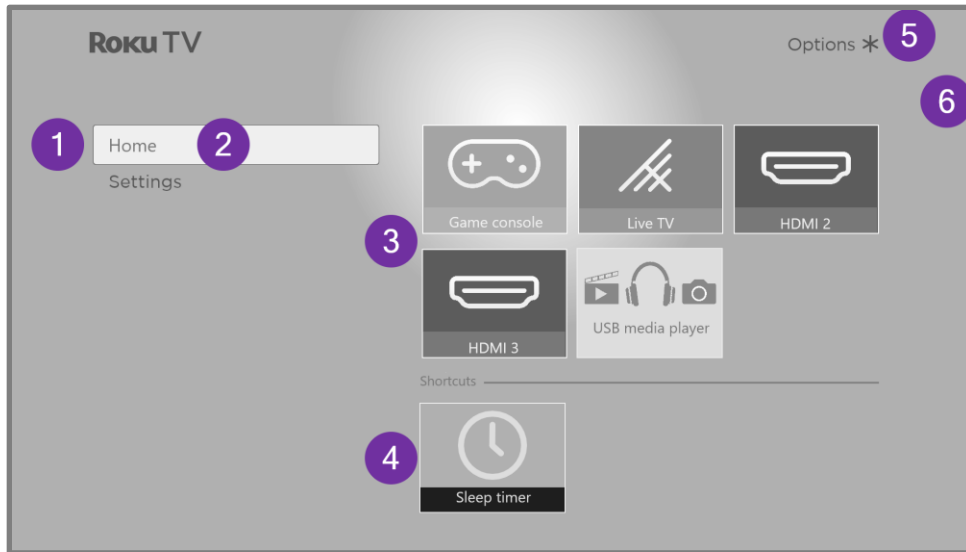 Roku TV
Options *
5
6
1
Home
2
Settings
Game console
Live TV
HDMI 2
3
HDMI 3
USB media player
Shortcuts
4
Sleep timer